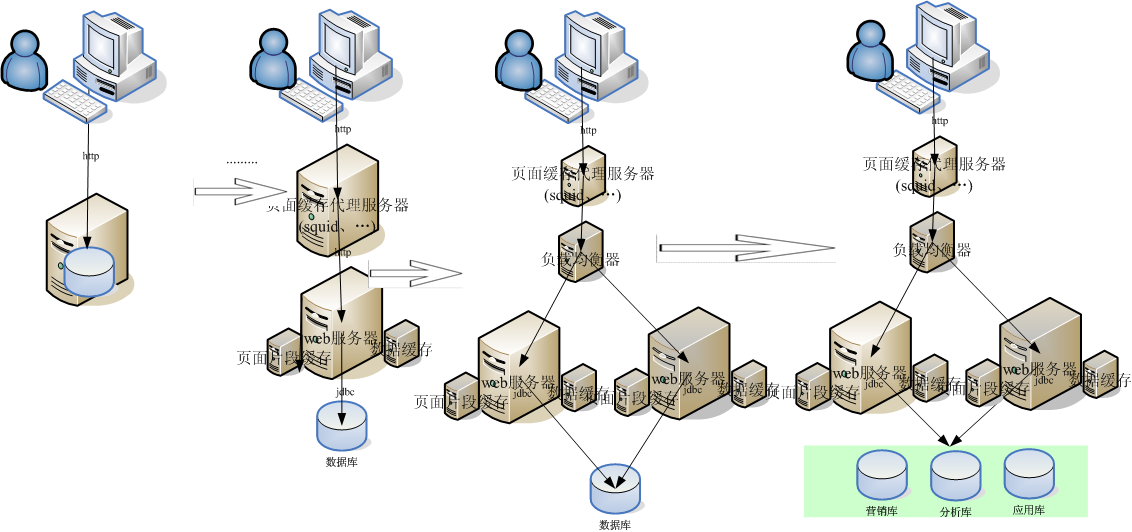 http
………
http
页面缓存代理服务器
(squid、…)
http
web服务器
页面片段缓存
数据缓存
jdbc
数据库
http
页面缓存代理服务器
(squid、…)
负载均衡器
web服务器
jdbc
页面片段缓存
数据缓存
web服务器
jdbc
页面片段缓存
数据缓存
数据库
http
页面缓存代理服务器
(squid、…)
负载均衡器
web服务器
jdbc
页面片段缓存
数据缓存
web服务器
jdbc
页面片段缓存
数据缓存
营销库
分析库
应用库